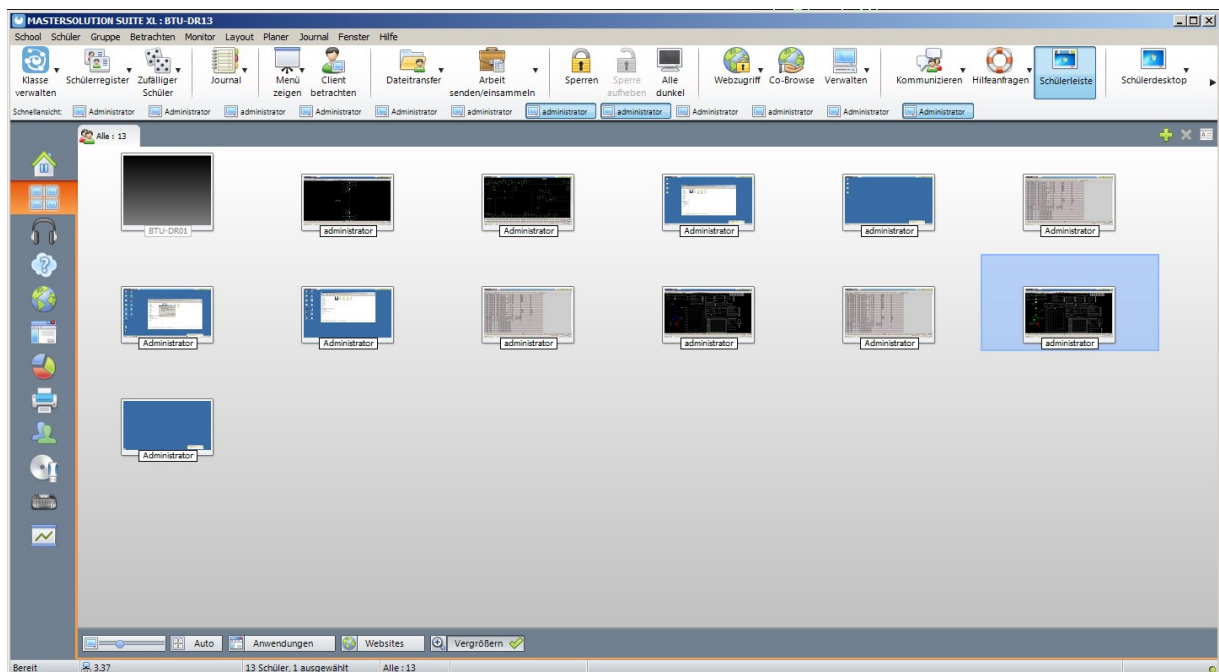 MASTERSOLUTION SUITE XL : BTU-DR13
School Schüler Gruppe Betrachten Monitor Layout Planer Journal Fenster Hilfe
Klasse verwalten
Schülerregister
Zufälliger Schüler
Journal
Menü zeigen
Client betrachten
Dateitransfer
Arbeit senden/einsammeln
Sperren
Sperre aufheben
Alle dunkel
Webzugriff
Co-Browse
Verwalten
Kommunizieren
Hilfeanfragen
Schülerleiste
Schülerdesktop
Schnellansicht: Administrator Administrator administrator Administrator Administrator administrator administrator administrator Administrator administrator Administrator Administrator
Alle : 13
BTU-DR01 administrator Administrator Administrator administrator Administrator
Administrator Administrator administrator administrator Administrator administrator
Administrator
Auto Anwendungen Websites Vergrößern
Bereit 3.37 13 Schüler, 1 ausgewählt Alle : 13